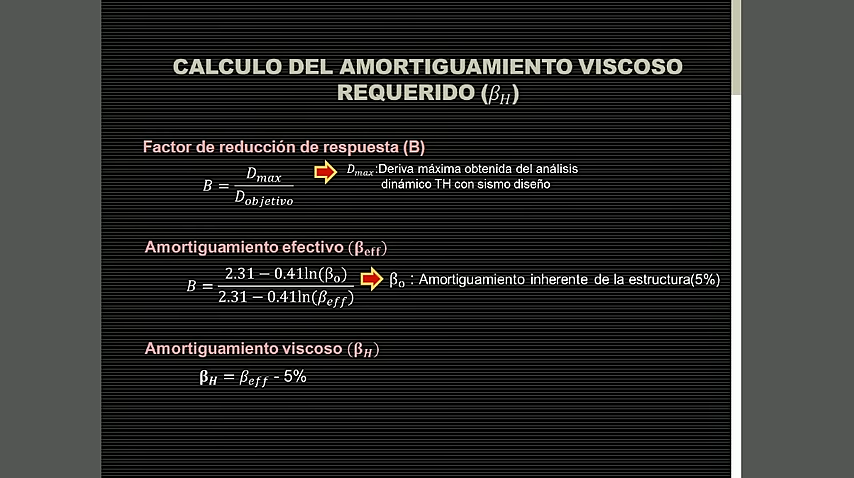 CALCULO DEL AMORTIGUAMIENTO VISCOSO
REQUERIDO (𝛽_H)
Factor de reducción de respuesta (B)
B = D_max / D_objetivo
D_max:Deriva máxima obtenida del análisis
dinámico TH con sismo diseño
Amortiguamiento efectivo (β_eff)
B = (2.31 − 0.41ln(β_o)) / (2.31 − 0.41ln(β_eff))
β_o : Amortiguamiento inherente de la estructura(5%)
Amortiguamiento viscoso (β_H)
β_H = β_eff - 5%